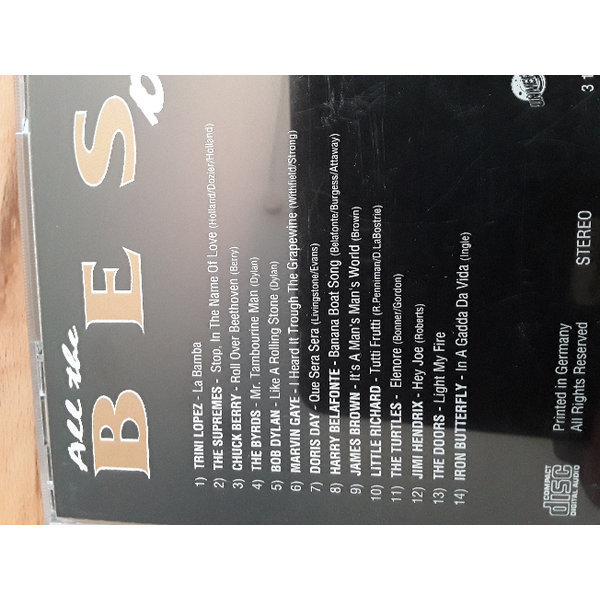 All the
BES
1) TRINI LOPEZ - La Bamba
2) THE SUPREMES - Stop, In The Name Of Love (Holland/Dozier/Holland)
3) CHUCK BERRY - Roll Over Beethoven (Berry)
4) THE BYRDS - Mr. Tambourine Man (Dylan)
5) BOB DYLAN - Like A Rolling Stone (Dylan)
6) MARVIN GAYE - I Heard It Trough The Grapewine (Withfield/Strong)
7) DORIS DAY - Que Sera Sera (Livingstone/Evans)
8) HARRY BELAFONTE - Banana Boat Song (Belafonte/Burgess/Attaway)
9) JAMES BROWN - It's A Man's Man's World (Brown)
10) LITTLE RICHARD - Tutti Frutti (R.Penniman/D.LaBostrie)
11) THE TURTLES - Elenore (Bonner/Gordon)
12) JIMI HENDRIX - Hey Joe (Roberts)
13) THE DOORS - Light My Fire
14) IRON BUTTERFLY - In A Gadda Da Vida (Ingle)
COMPACT
disc
DIGITAL AUDIO
Printed in Germany
All Rights Reserved
STEREO
3 1